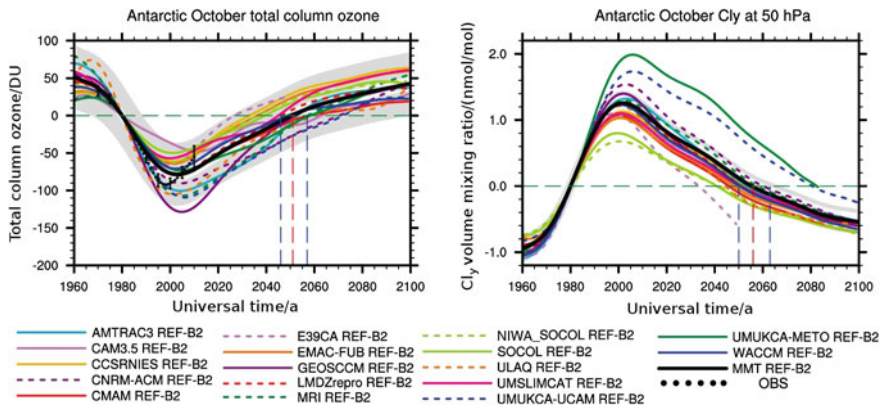 Antarctic October total column ozone
Total column ozone/DU
100
50
0
-50
-100
-150
-200
1960 1980 2000 2020 2040 2060 2080 2100
Universal time/a
Antarctic October Cly at 50 hPa
Cly volume mixing ratio/(nmol/mol)
2.0
1.0
0.0
-1.0
1960 1980 2000 2020 2040 2060 2080 2100
Universal time/a
AMTRAC3 REF-B2
CAM3.5 REF-B2
CCSRNIES REF-B2
CNRM-ACM REF-B2
CMAM REF-B2
E39CA REF-B2
EMAC-FUB REF-B2
GEOSCCM REF-B2
LMDZrepro REF-B2
MRI REF-B2
NIWA_SOCOL REF-B2
SOCOL REF-B2
ULAQ REF-B2
UMSLIMCAT REF-B2
UMUKCA-UCAM REF-B2
UMUKCA-METO REF-B2
WACCM REF-B2
MMT REF-B2
OBS